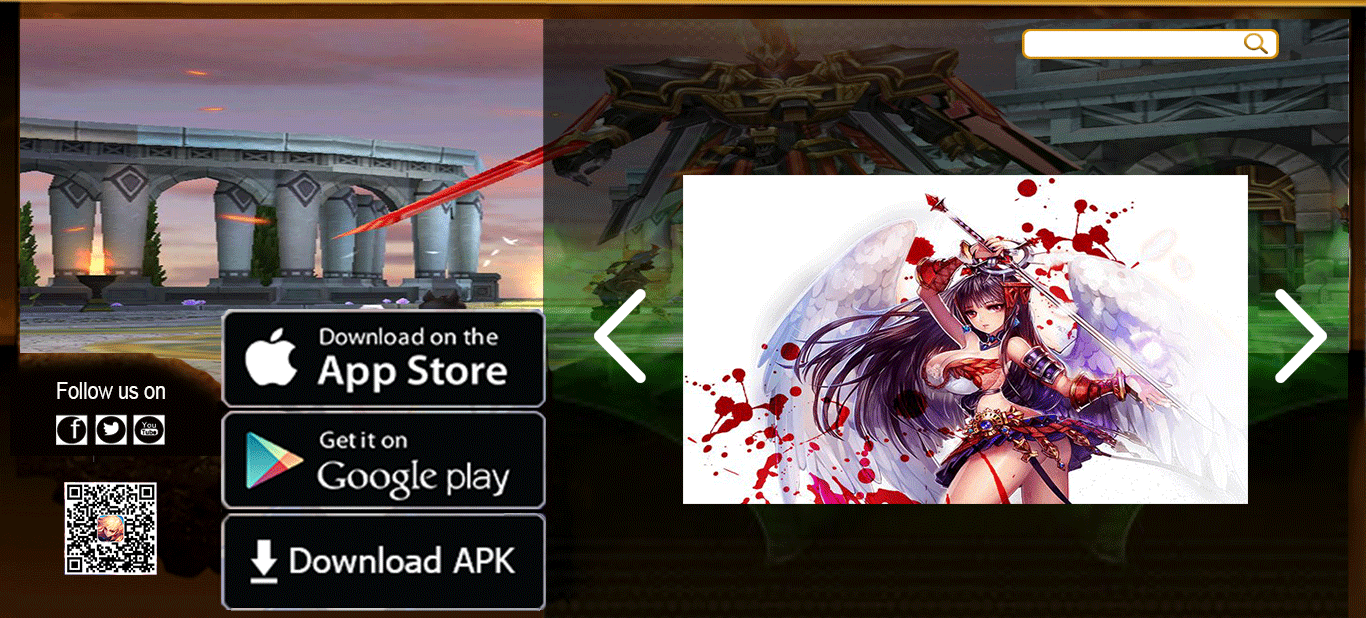 Follow us on
f
You
Tube
Download on the
App Store
Get it on
Google play
Download APK